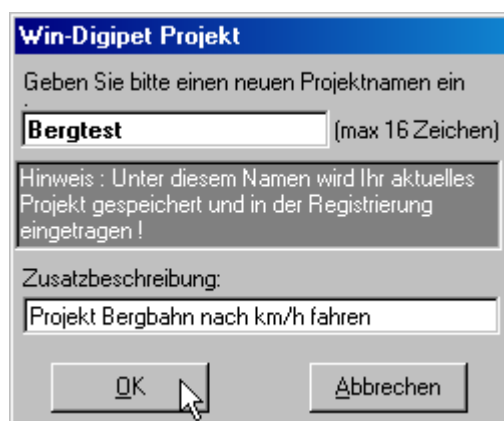 Win-Digipet Projekt
Geben Sie bitte einen neuen Projektnamen ein
:
Bergtest (max 16 Zeichen)
Hinweis : Unter diesem Namen wird Ihr aktuelles
Projekt gespeichert und in der Registrierung
eingetragen !
Zusatzbeschreibung:
Projekt Bergbahn nach km/h fahren
OK Abbrechen